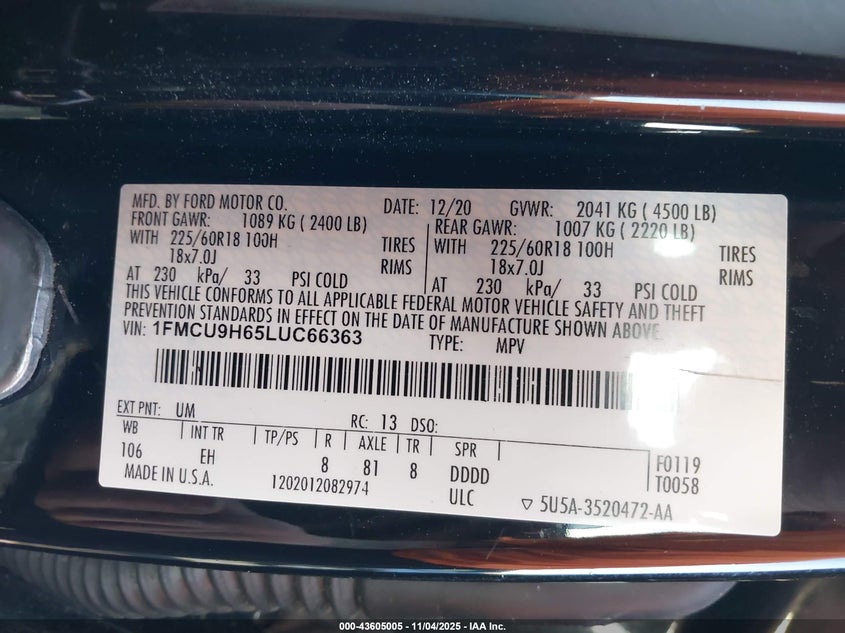 MFD. BY FORD MOTOR CO. DATE: 12/20 GVWR: 2041 KG ( 4500 LB)
FRONT GAWR: 1089 KG ( 2400 LB) REAR GAWR: 1007 KG ( 2220 LB)
WITH 225/60R18 100H TIRES WITH 225/60R18 100H TIRES
18x7.0J RIMS 18x7.0J RIMS
AT 230 kPa/ 33 PSI COLD AT 230 kPa/ 33 PSI COLD
THIS VEHICLE CONFORMS TO ALL APPLICABLE FEDERAL MOTOR VEHICLE SAFETY AND THEFT
PREVENTION STANDARDS IN EFFECT ON THE DATE OF MANUFACTURE SHOWN ABOVE.
VIN: 1FMCU9H65LUC66363 TYPE: MPV
EXT PNT: UM RC: 13 DSO:
WB INT TR TP/PS R AXLE TR SPR
106 EH 8 81 8 DDDD F0119
MADE IN U.S.A. 1202012082974 ULC T0058
▽ 5U5A-3520472-AA
000-43605005 - 11/04/2025 - IAA Inc.